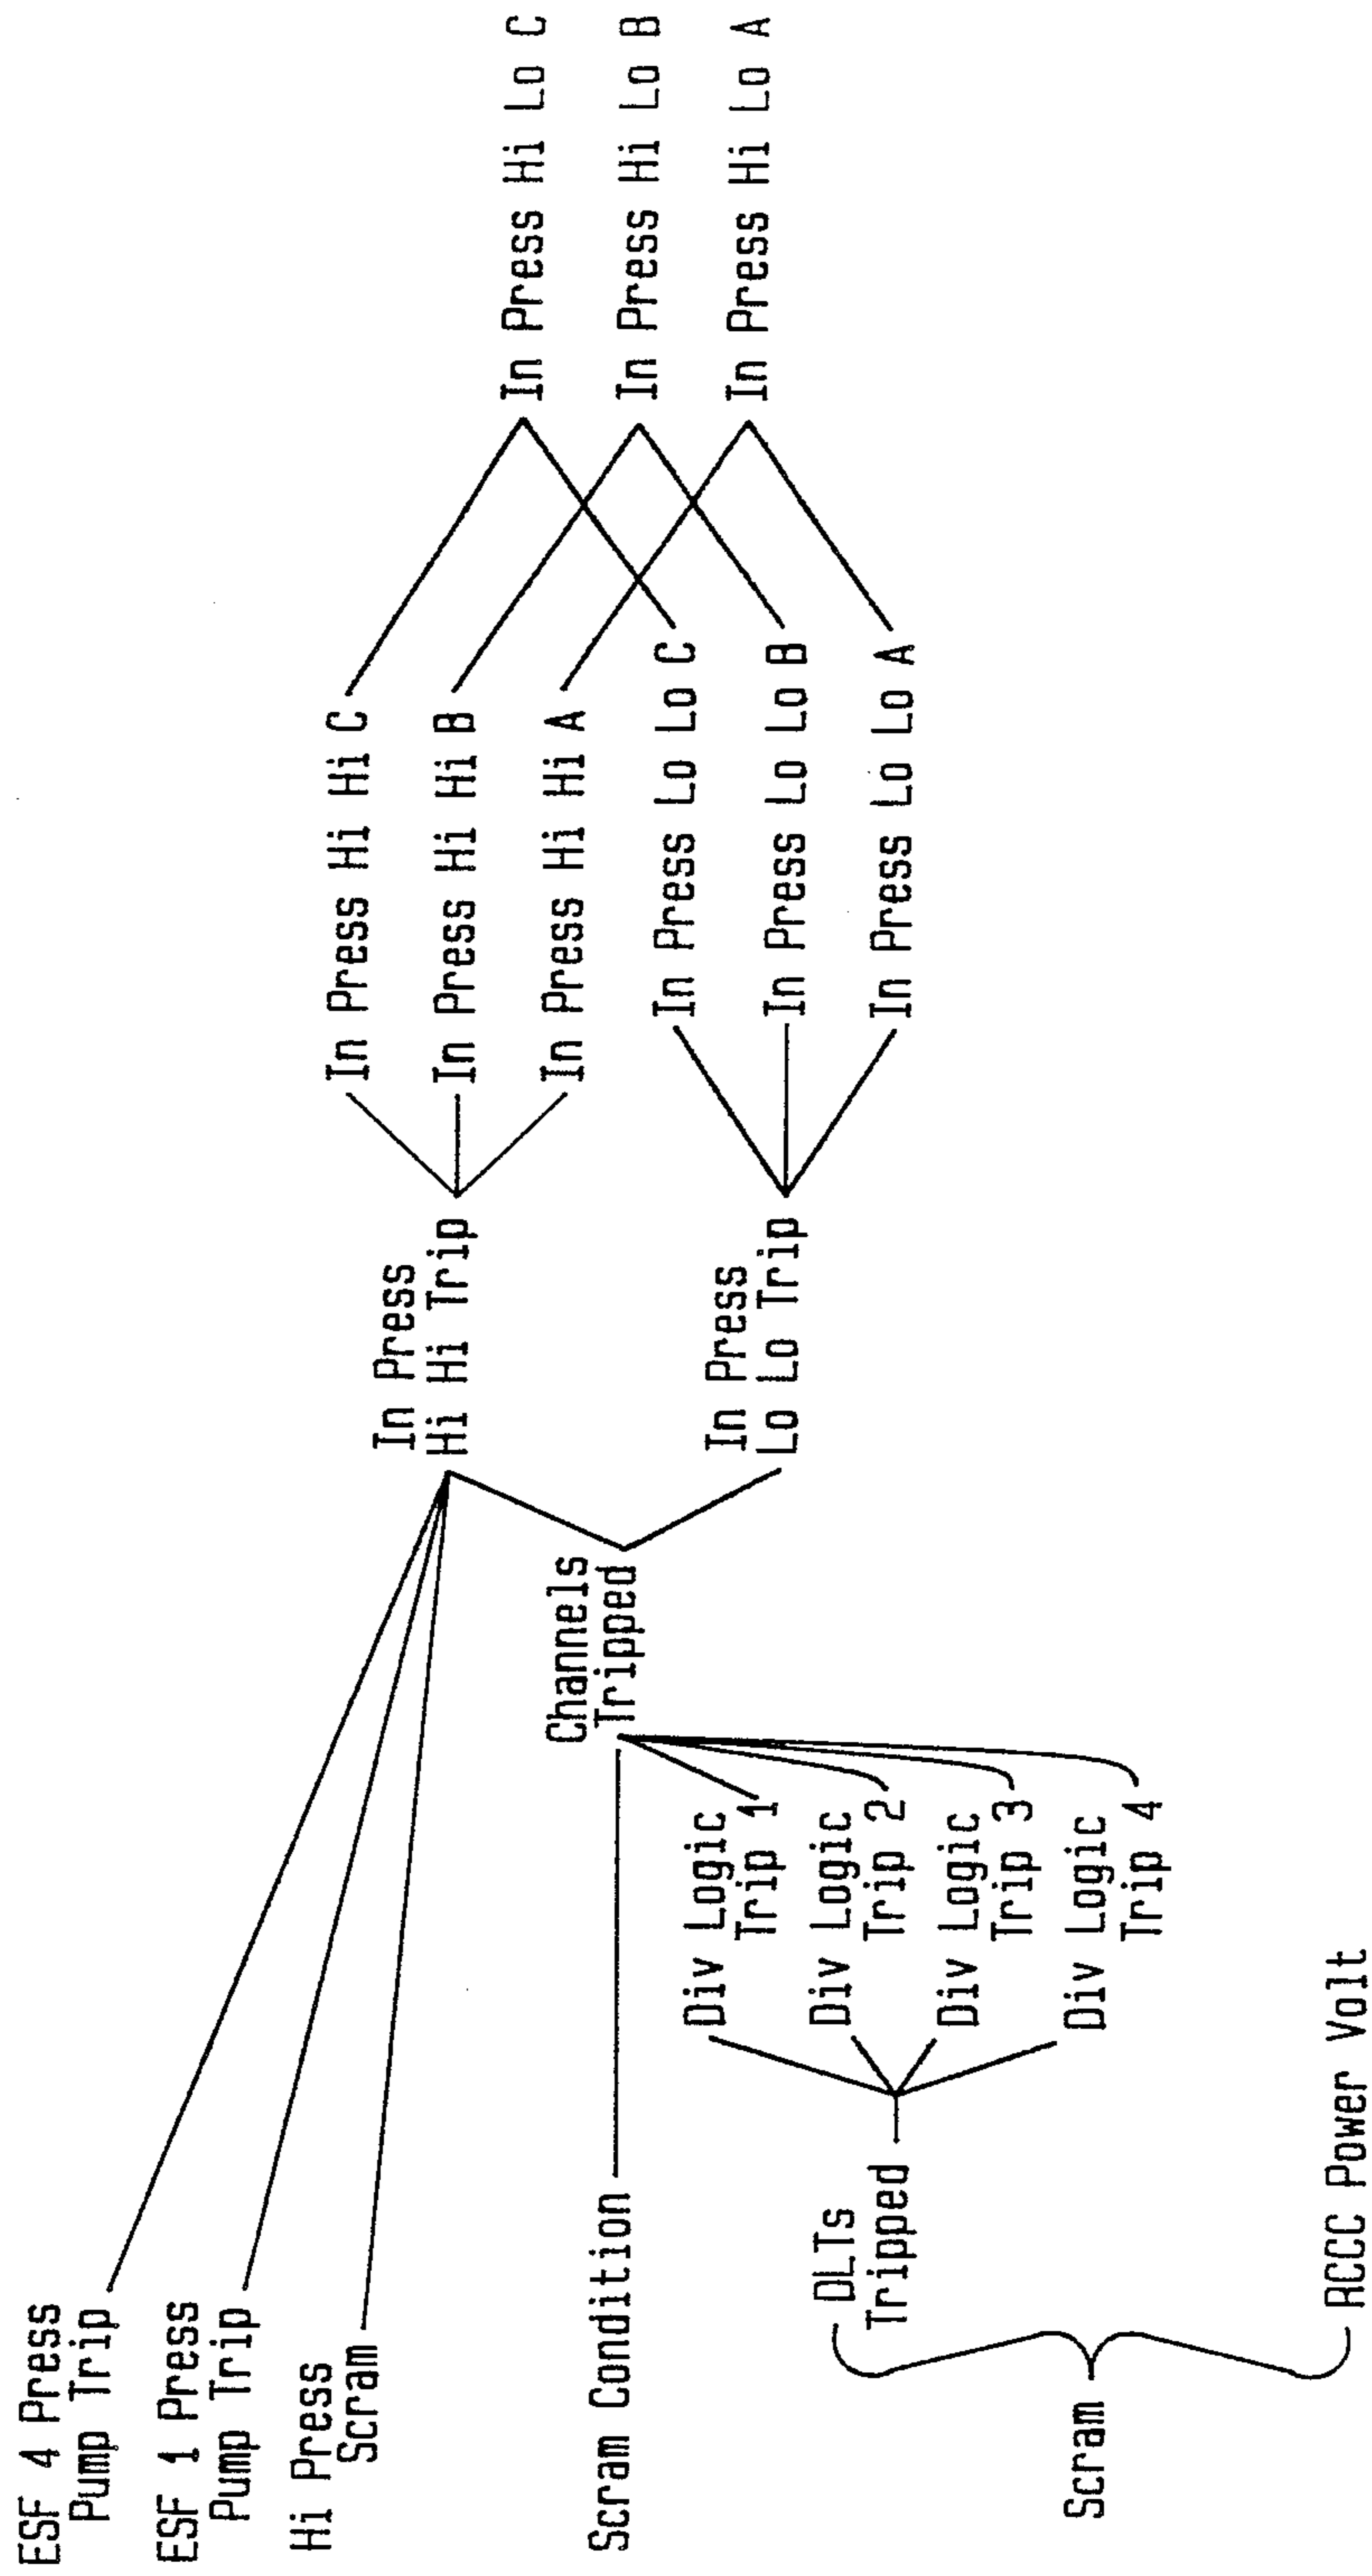 ESF 4 Press
Pump Trip
ESF 1 Press
Pump Trip
Hi Press
Scram
Scram Condition
Scram
DLTs
Tripped
RCCC Power Volt
Div Logic
Trip 1
Div Logic
Trip 2
Div Logic
Trip 3
Div Logic
Trip 4
Channels
Tripped
In Press
Hi Hi Trip
In Press
Lo Lo Trip
In Press Hi Hi C
In Press Hi Hi B
In Press Hi Hi A
In Press Lo Lo C
In Press Lo Lo B
In Press Lo Lo A
In Press Hi Lo C
In Press Hi Lo B
In Press Hi Lo A